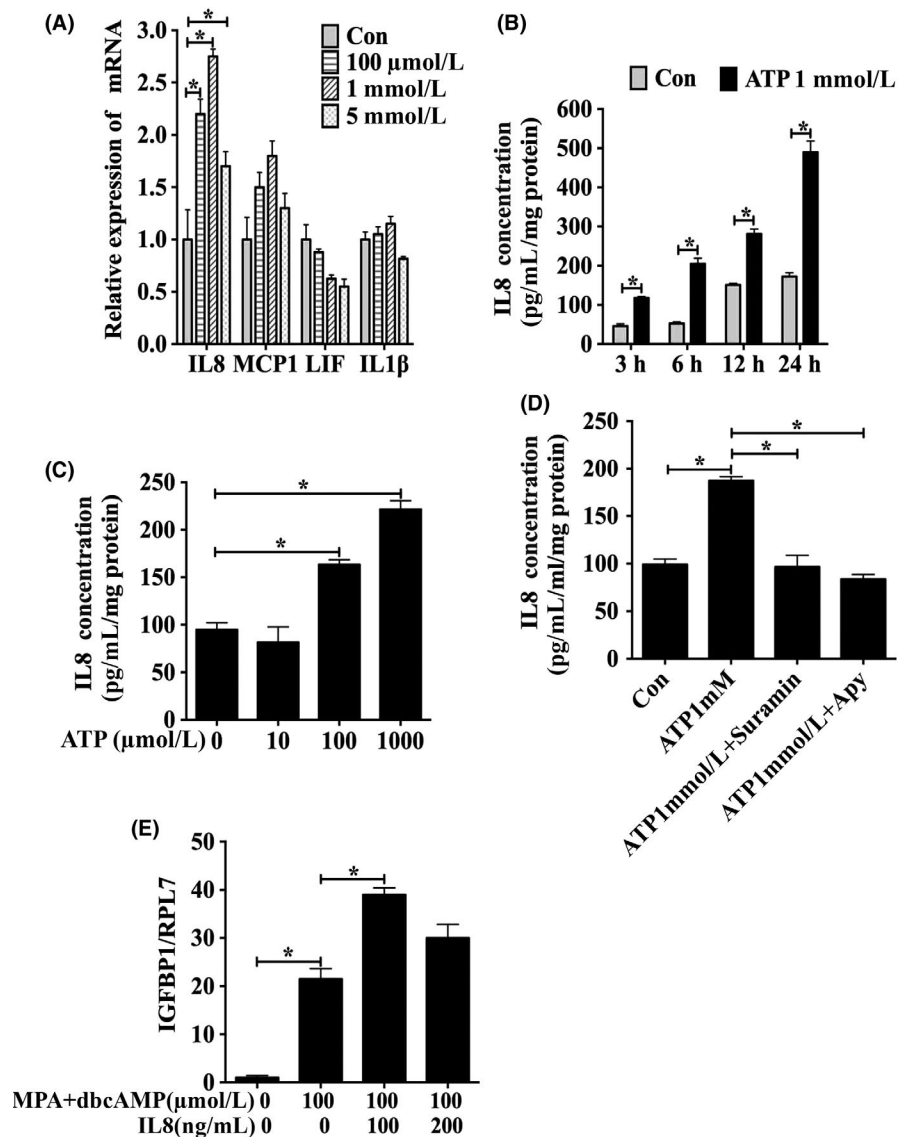 (A)
Relative expression of mRNA
3.0
2.5
2.0
1.5
1.0
0.5
0.0
* * *
Con
100 µmol/L
1 mmol/L
5 mmol/L
IL8 MCP1 LIF IL1β
(B)
Con ATP 1 mmol/L
IL8 concentration
(pg/mL/mg protein)
600
500
400
300
200
100
0
* * * *
3 h 6 h 12 h 24 h
(C)
IL8 concentration
(pg/mL/mg protein)
250
200
150
100
50
0
* *
ATP (µmol/L) 0 10 100 1000
(D)
IL8 concentration
(pg/mL/ml/mg protein)
250
200
150
100
50
0
* * *
Con
ATP1mM
ATP1mmol/L+Suramin
ATP1mmol/L+Apy
(E)
IGFBP1/RPL7
50
40
30
20
10
0
* *
MPA+dbcAMP(µmol/L) 0 100 100 100
IL8(ng/mL) 0 0 100 200